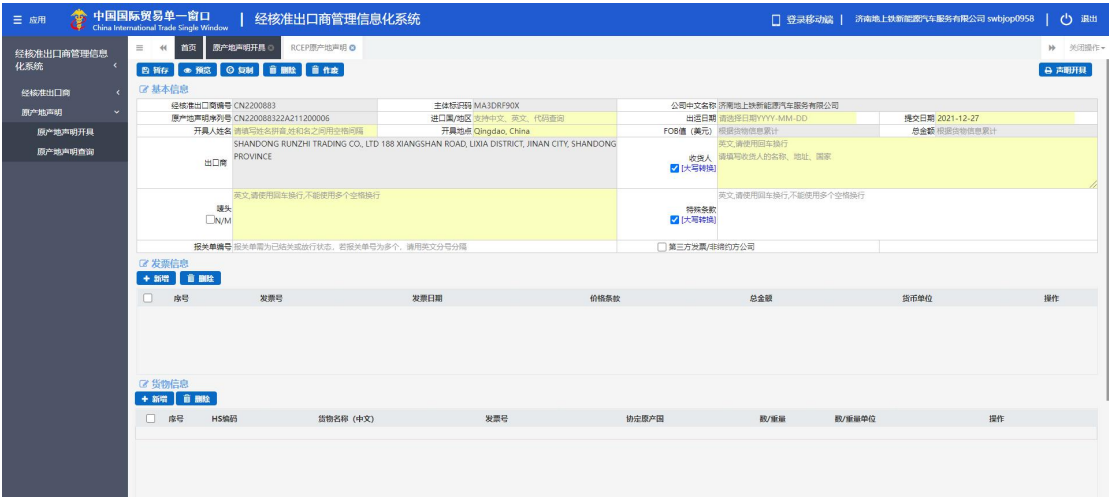 应用
中国国际贸易单一窗口
China International Trade Single Window
经核准出口商管理信息化系统
登录移动端
济南地上铁新能源汽车服务有限公司 swbjop0958
退出
经核准出口商管理信息化系统
经核准出口商
原产地声明
原产地声明开具
原产地声明查询
首页 原产地声明开具 RCEP原产地声明 关闭操作
暂存 预览 复制 删除 作废 声明开具
基本信息
经核准出口商编号 CN2200883 主体标识码 MA3DRF90X 公司中文名称 济南地上铁新能源汽车服务有限公司
原产地声明序列号 CN220088322A211200006 进口国/地区 支持中文、英文、代码查询 出运日期 请选择日期YYYY-MM-DD 提交日期 2021-12-27
开具人姓名 请填写姓名拼音,姓和名之间用空格间隔 开具地点 Qingdao, China FOB值（美元） 根据货物信息累计 总金额 根据货物信息累计
出口商 SHANDONG RUNZHI TRADING CO., LTD 188 XIANGSHAN ROAD, LIXIA DISTRICT, JINAN CITY, SHANDONG PROVINCE
收货人 [大写转换] 英文,请使用回车换行 请填写收货人的名称、地址、国家
唛头 N/M 英文,请使用回车换行,不能使用多个空格换行
特殊条款 [大写转换] 英文,请使用回车换行,不能使用多个空格换行
报关单编号 报关单需为已结关或放行状态，若报关单号为多个，请用英文分号分隔 第三方发票/非缔约方公司
发票信息
新增 删除
序号 发票号 发票日期 价格条款 总金额 货币单位 操作
货物信息
新增 删除
序号 HS编码 货物名称（中文） 发票号 协定原产国 数/重量 数/重量单位 操作